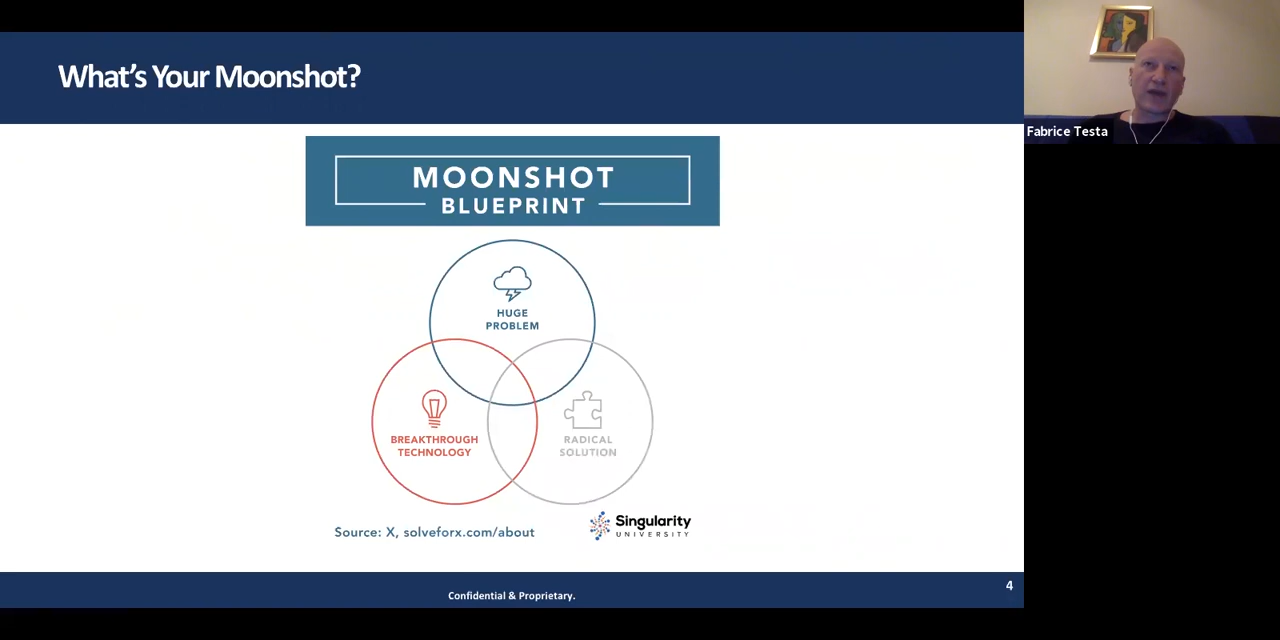 What's Your Moonshot?
MOONSHOT
BLUEPRINT
HUGE
PROBLEM
BREAKTHROUGH
TECHNOLOGY
RADICAL
SOLUTION
Source: X, solveforx.com/about
Singularity
UNIVERSITY
Confidential & Proprietary.
4
Fabrice Testa